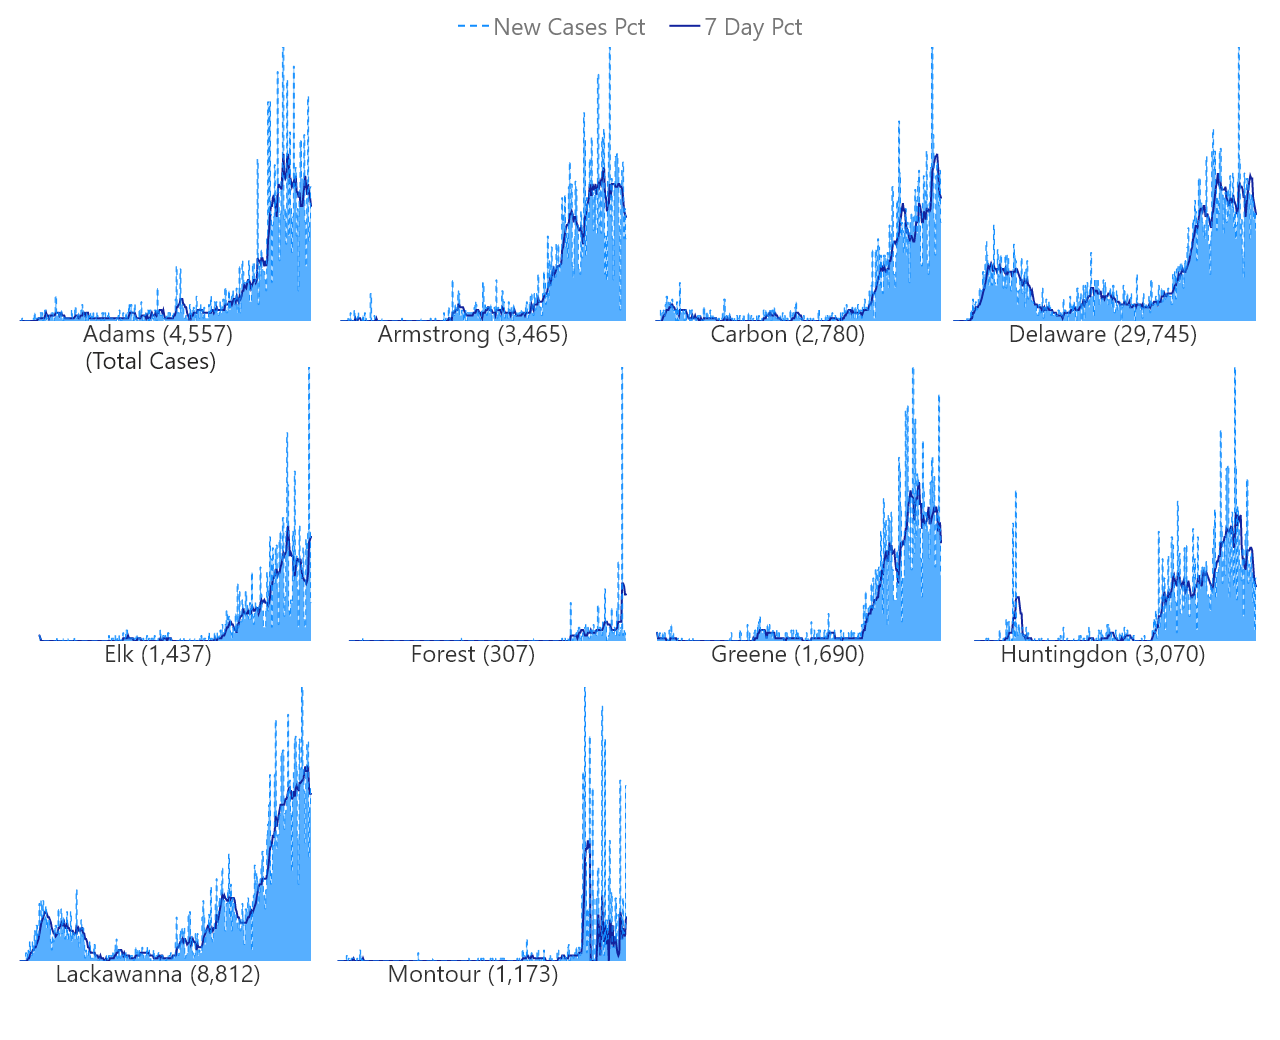 New Cases Pct 7 Day Pct
Adams (4,557) Armstrong (3,465) Carbon (2,780) Delaware (29,745)
(Total Cases)
Elk (1,437) Forest (307) Greene (1,690) Huntingdon (3,070)
Lackawanna (8,812) Montour (1,173)